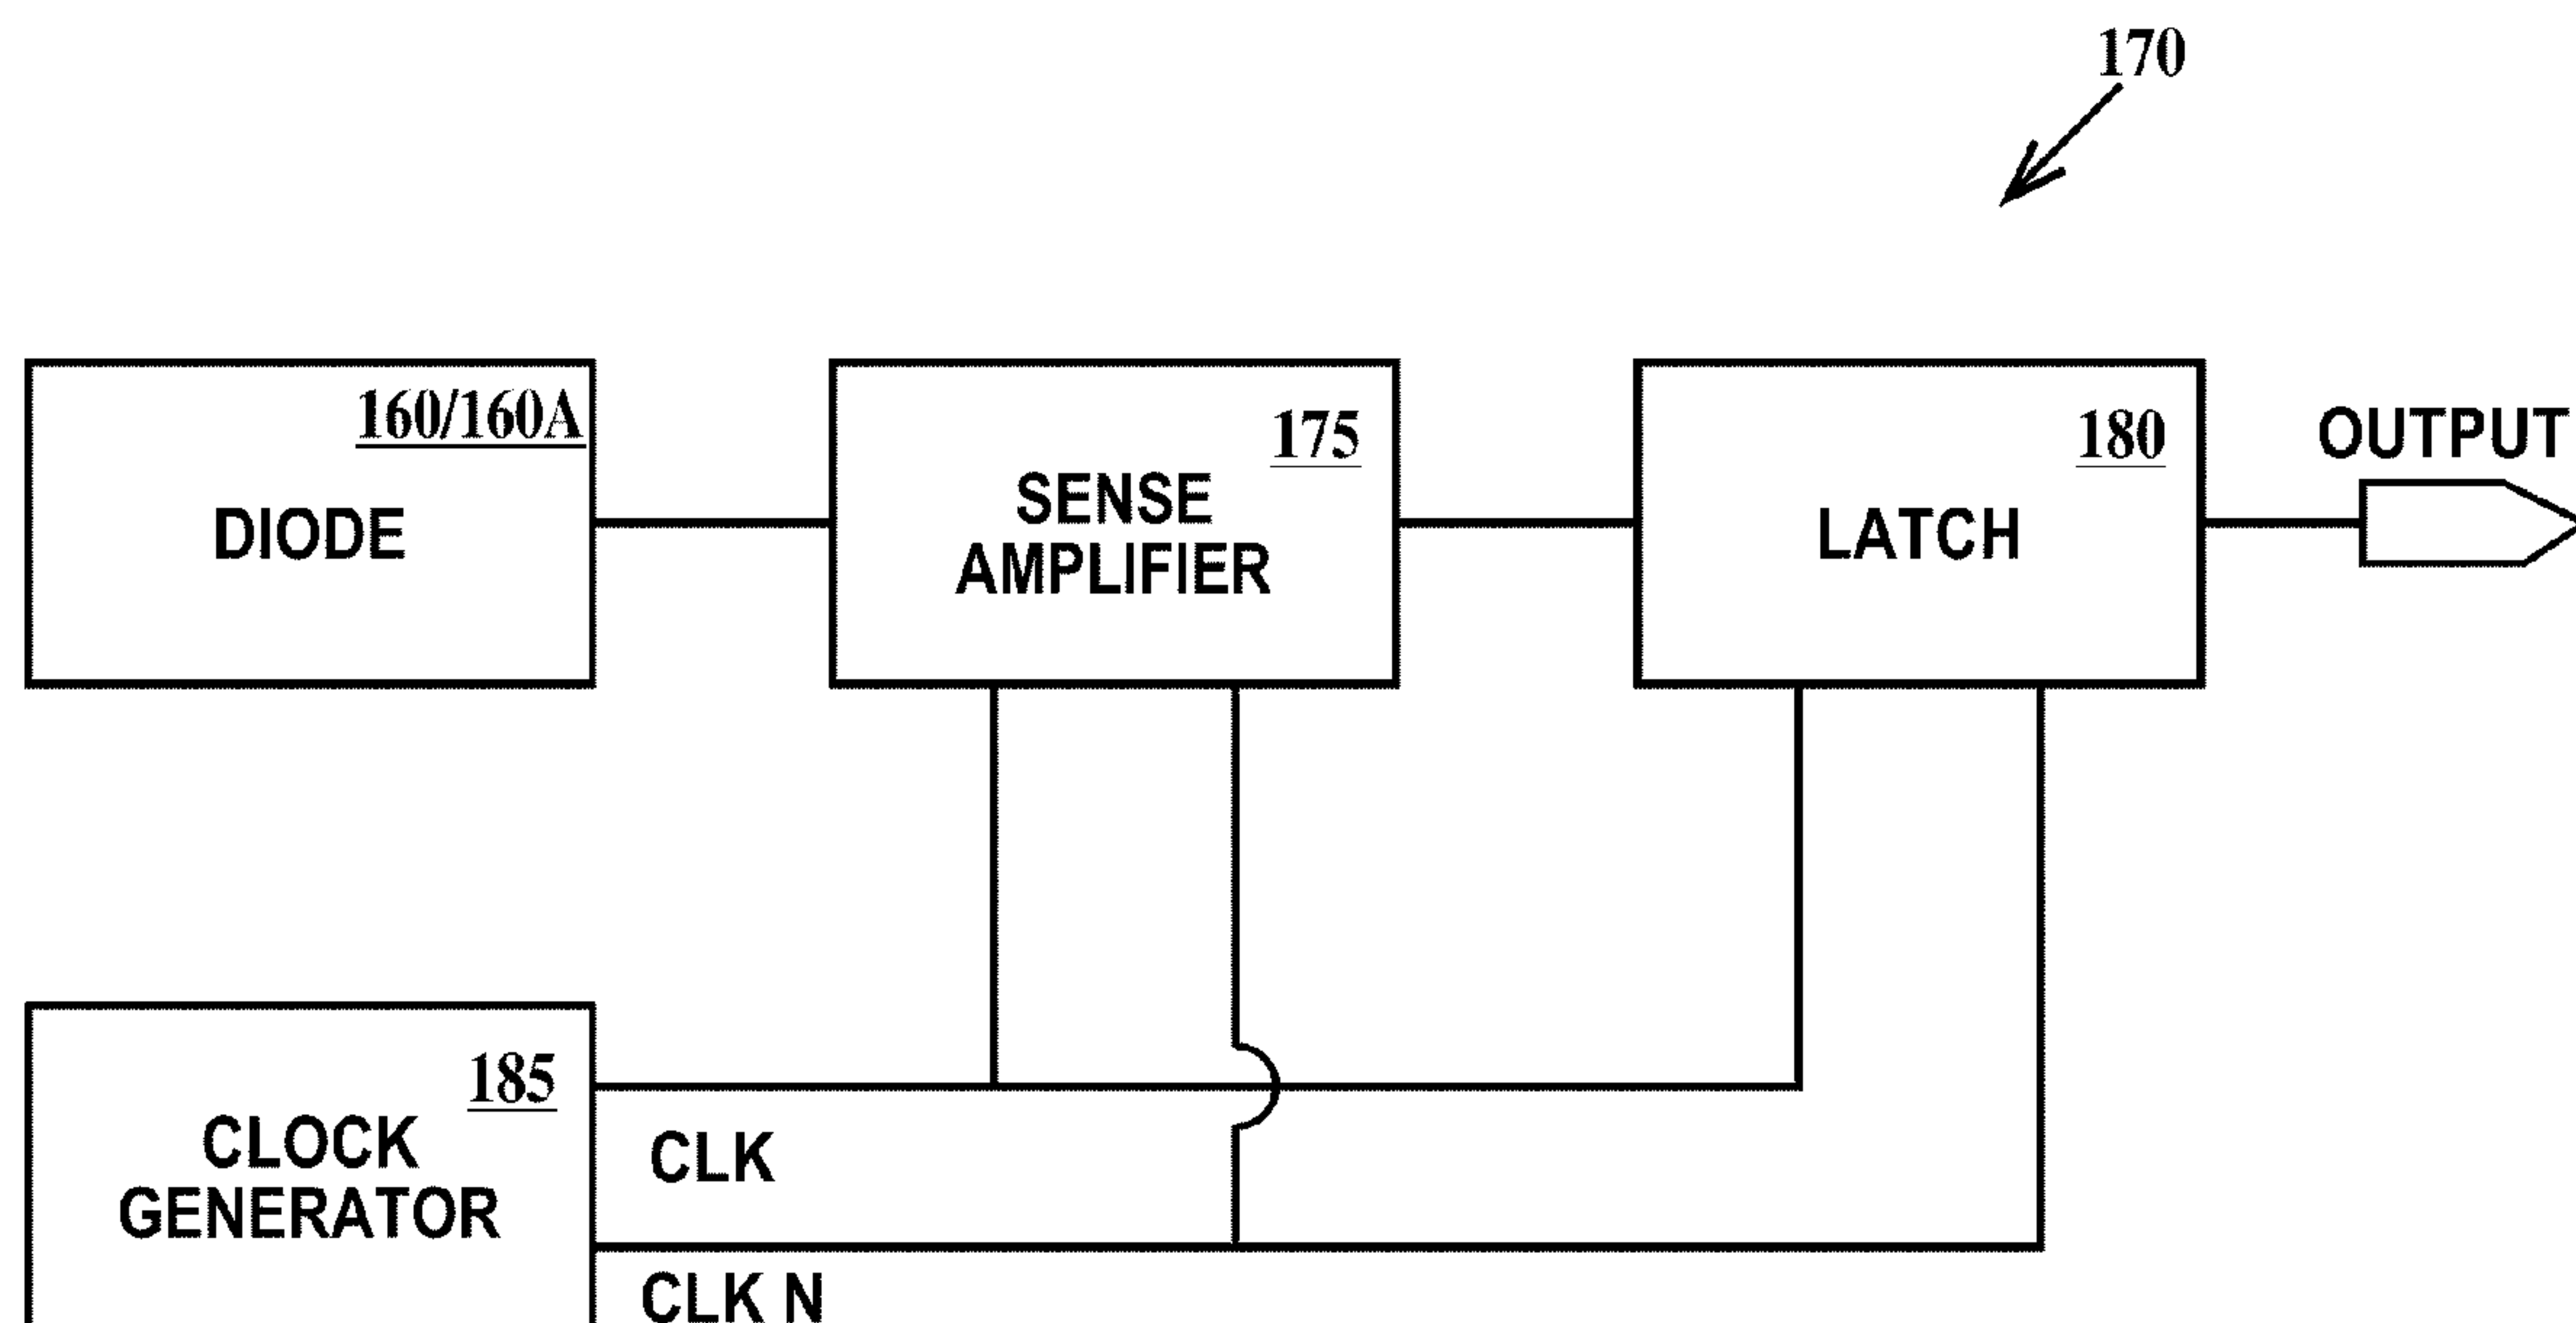 170
160/160A
DIODE
175
SENSE
AMPLIFIER
180
LATCH
OUTPUT
185
CLOCK
GENERATOR
CLK
CLK N